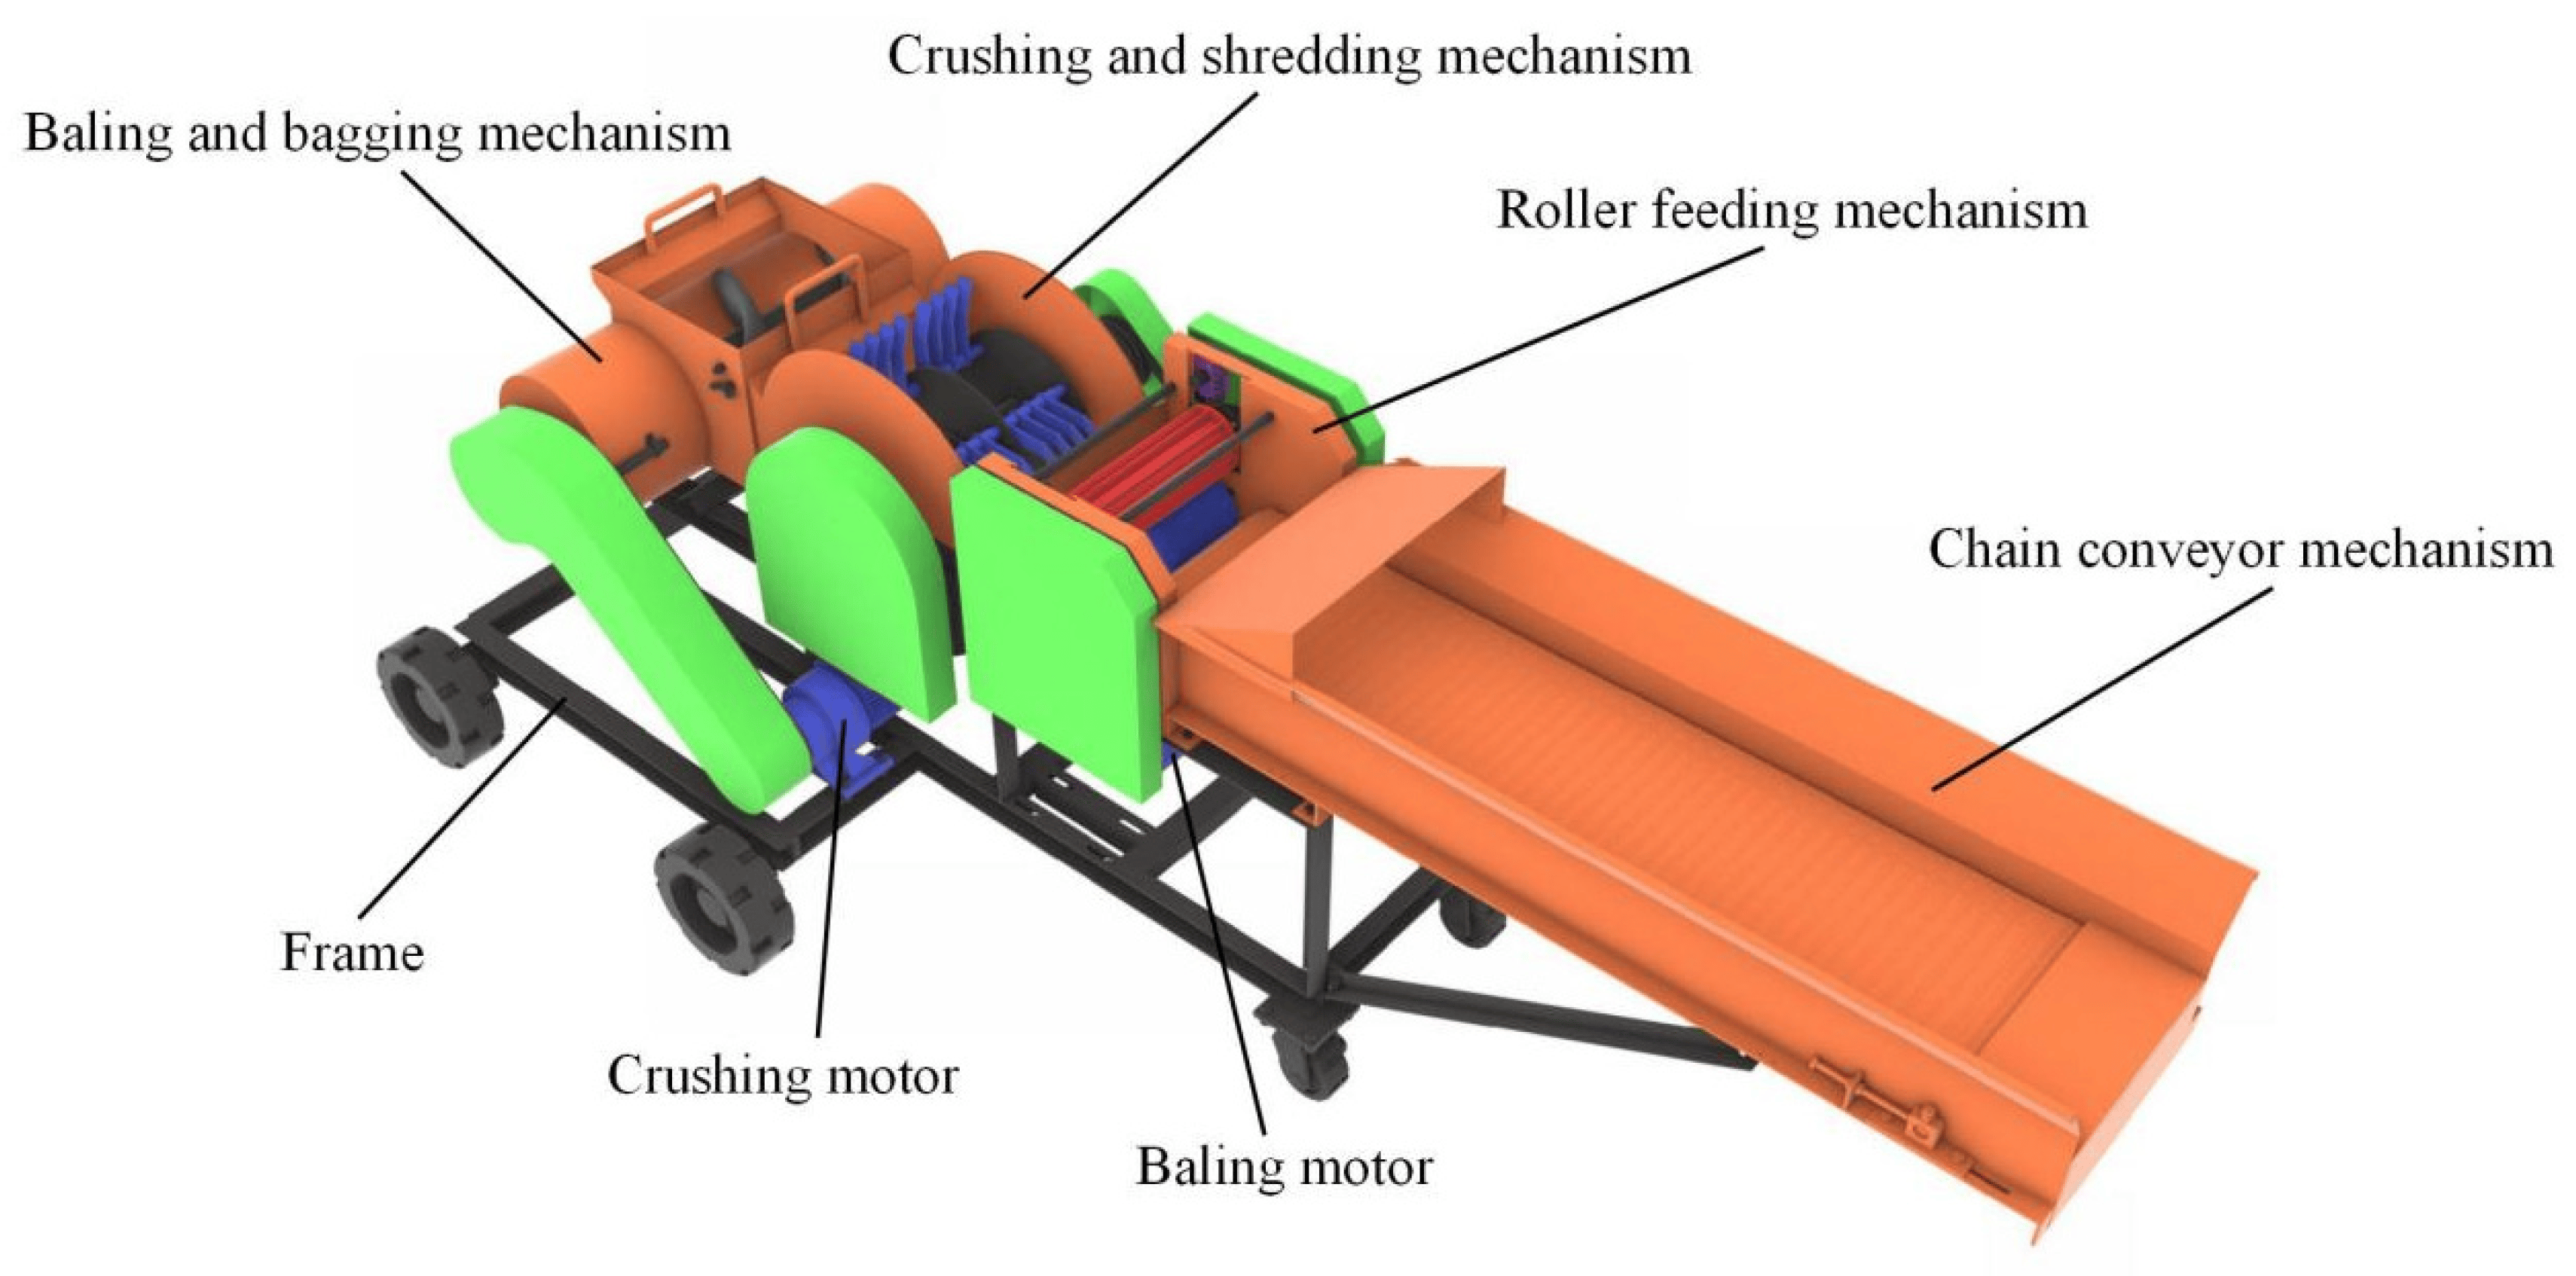 Crushing and shredding mechanism
Baling and bagging mechanism
Roller feeding mechanism
Chain conveyor mechanism
Frame
Crushing motor
Baling motor